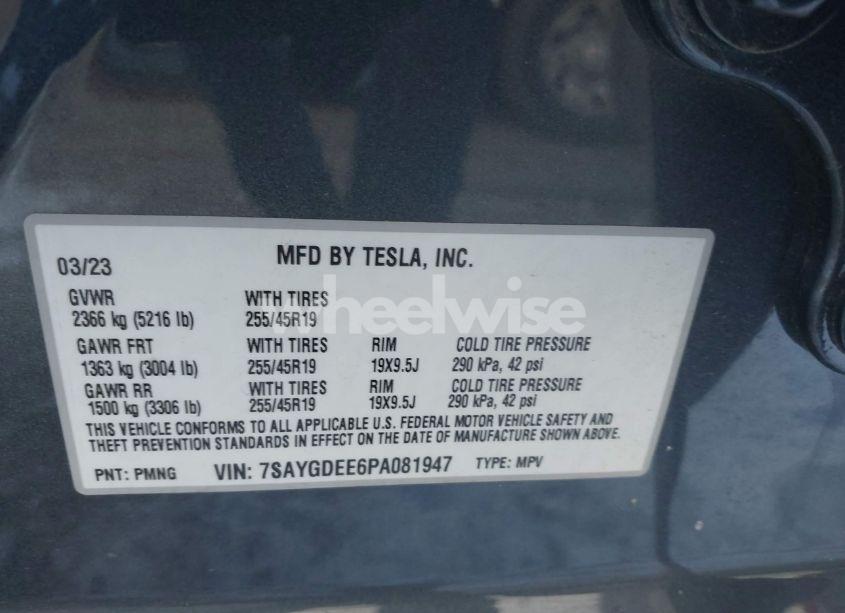 03/23 MFD BY TESLA, INC.
GVWR WITH TIRES
2366 kg (5216 lb) 255/45R19
GAWR FRT WITH TIRES RIM COLD TIRE PRESSURE
1363 kg (3004 lb) 255/45R19 19X9.5J 290 kPa, 42 psi
GAWR RR WITH TIRES RIM COLD TIRE PRESSURE
1500 kg (3306 lb) 255/45R19 19X9.5J 290 kPa, 42 psi
THIS VEHICLE CONFORMS TO ALL APPLICABLE U.S. FEDERAL MOTOR VEHICLE SAFETY AND
THEFT PREVENTION STANDARDS IN EFFECT ON THE DATE OF MANUFACTURE SHOWN ABOVE.
PNT: PMNG VIN: 7SAYGDEE6PA081947 TYPE: MPV
wheelwise